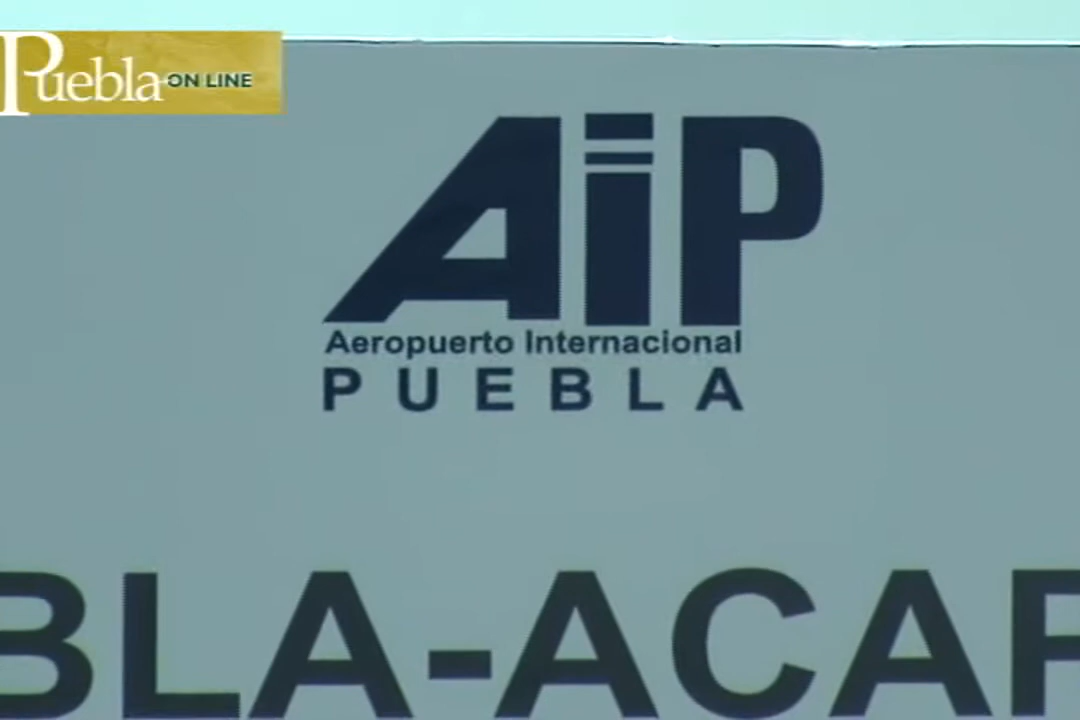 Puebla ON LINE
AiP
Aeropuerto Internacional
PUEBLA
BLA-ACAP